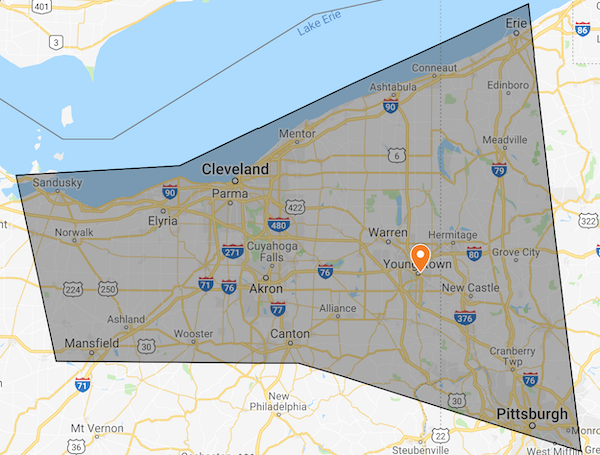 401
Lake Erie
Erie
86
3
Conneaut
Ashtabula
Edinboro
90
Mentor
Meadville
6
Cleveland
79
Sandusky
90
Parma
422
322
Elyria
480
Norwalk
Warren
Hermitage
271
Cuyahoga
Falls
80
Grove City
76
224
250
71
76
Akron
New Castle
77
Alliance
376
Ashland
Wooster
Canton
Mansfield
30
30
Cranberry
Twp
71
76
New
Philadelphia
30
Pittsburgh
Mt Vernon
22
36
Steubenville
West Mifflin